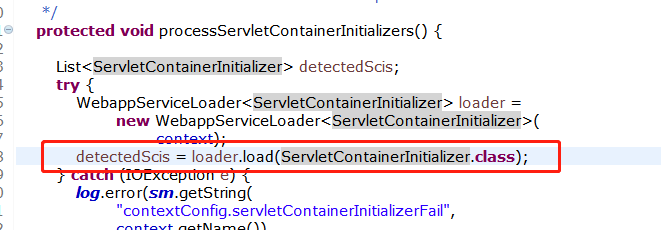 */
protected void processServletContainerInitializers() {
List<ServletContainerInitializer> detectedScis;
try {
WebappServiceLoader<ServletContainerInitializer> loader =
new WebappServiceLoader<ServletContainerInitializer>(
context);
detectedScis = loader.load(ServletContainerInitializer.class);
} catch (IOException e) {
log.error(sm.getString(
"contextConfig.servletContainerInitializerFail",
context.getName())